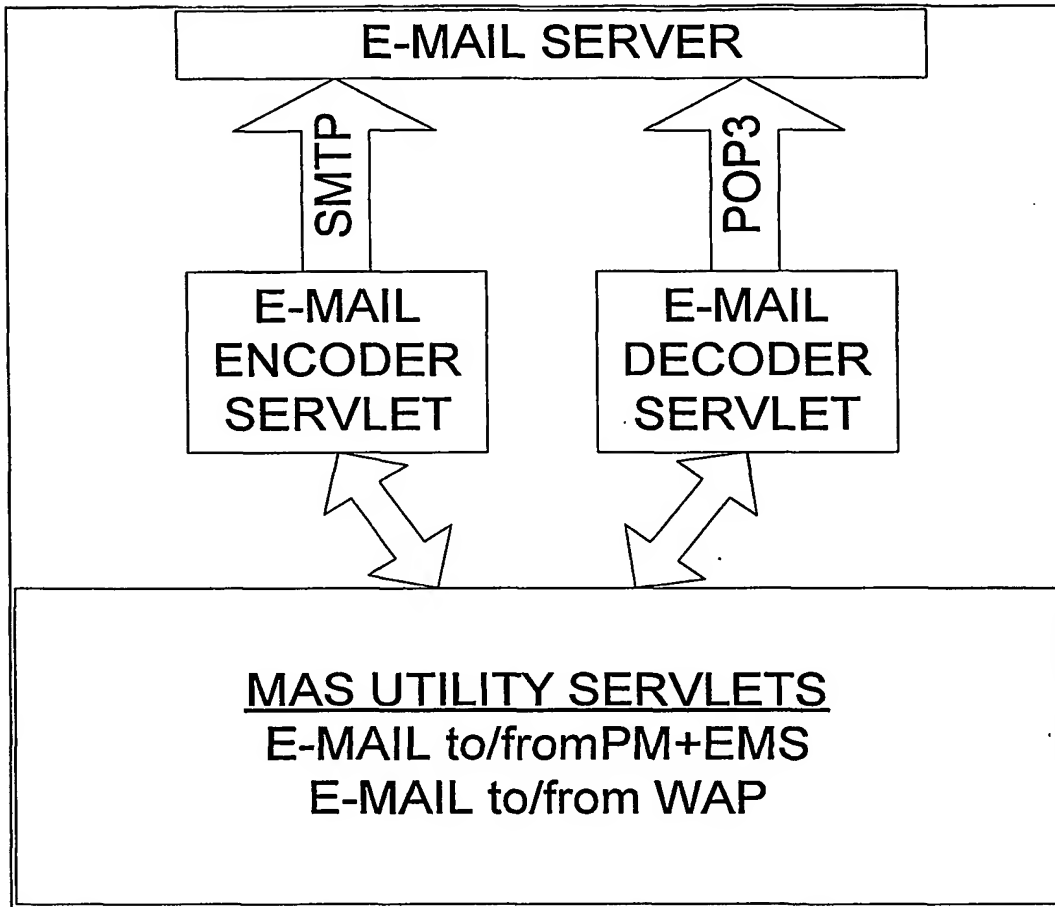 E-MAIL SERVER
SMTP
POP3
E-MAIL
ENCODER
SERVLET
E-MAIL
DECODER
SERVLET
MAS UTILITY SERVLETS
E-MAIL to/fromPM+EMS
E-MAIL to/from WAP